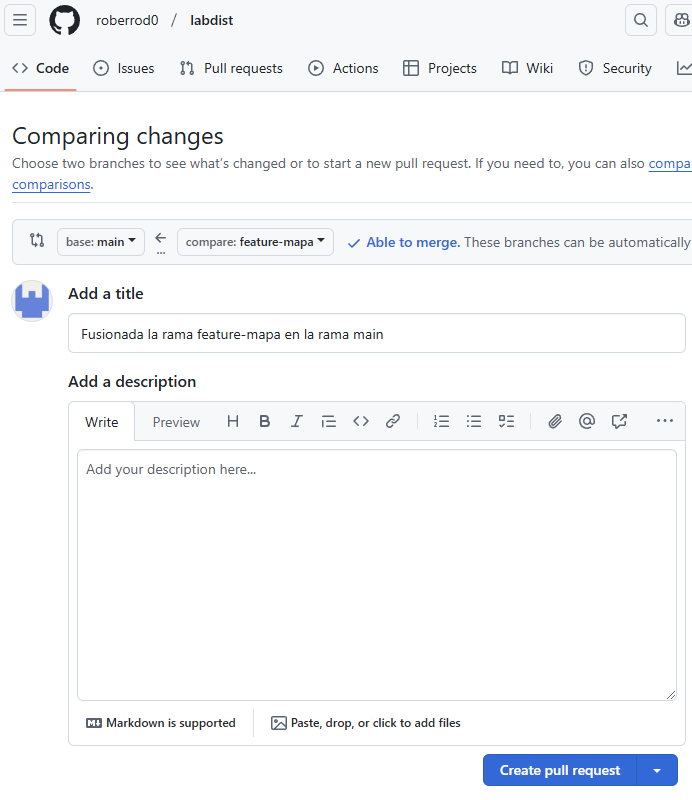 roberrod0 / labdist
Code Issues Pull requests Actions Projects Wiki Security
Comparing changes
Choose two branches to see what's changed or to start a new pull request. If you need to, you can also compa
comparisons.
base: main compare: feature-mapa Able to merge. These branches can be automatically
...
Add a title
Fusionada la rama feature-mapa en la rama main
Add a description
Write Preview H B I
Add your description here...
Markdown is supported Paste, drop, or click to add files
Create pull request